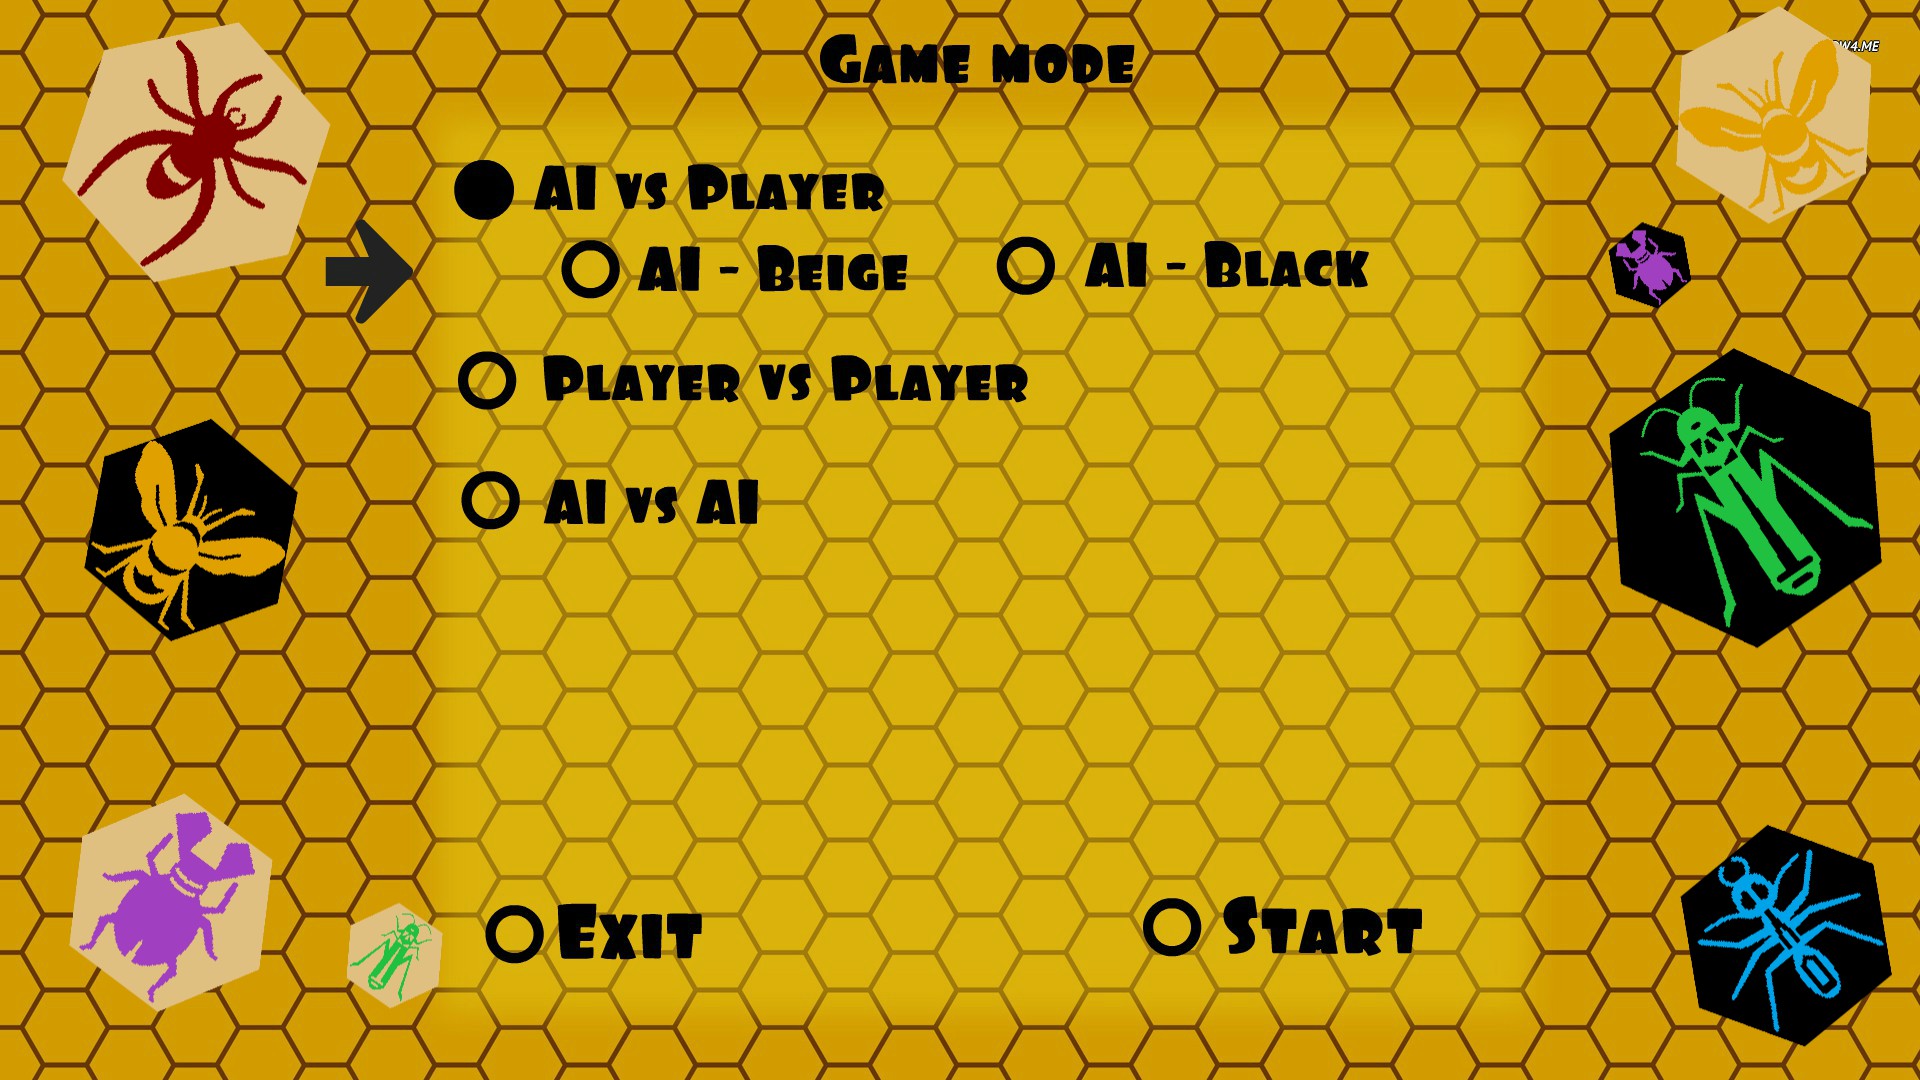 Game mode
AI vs Player
AI - Beige
AI - Black
Player vs Player
AI vs AI
Exit
Start